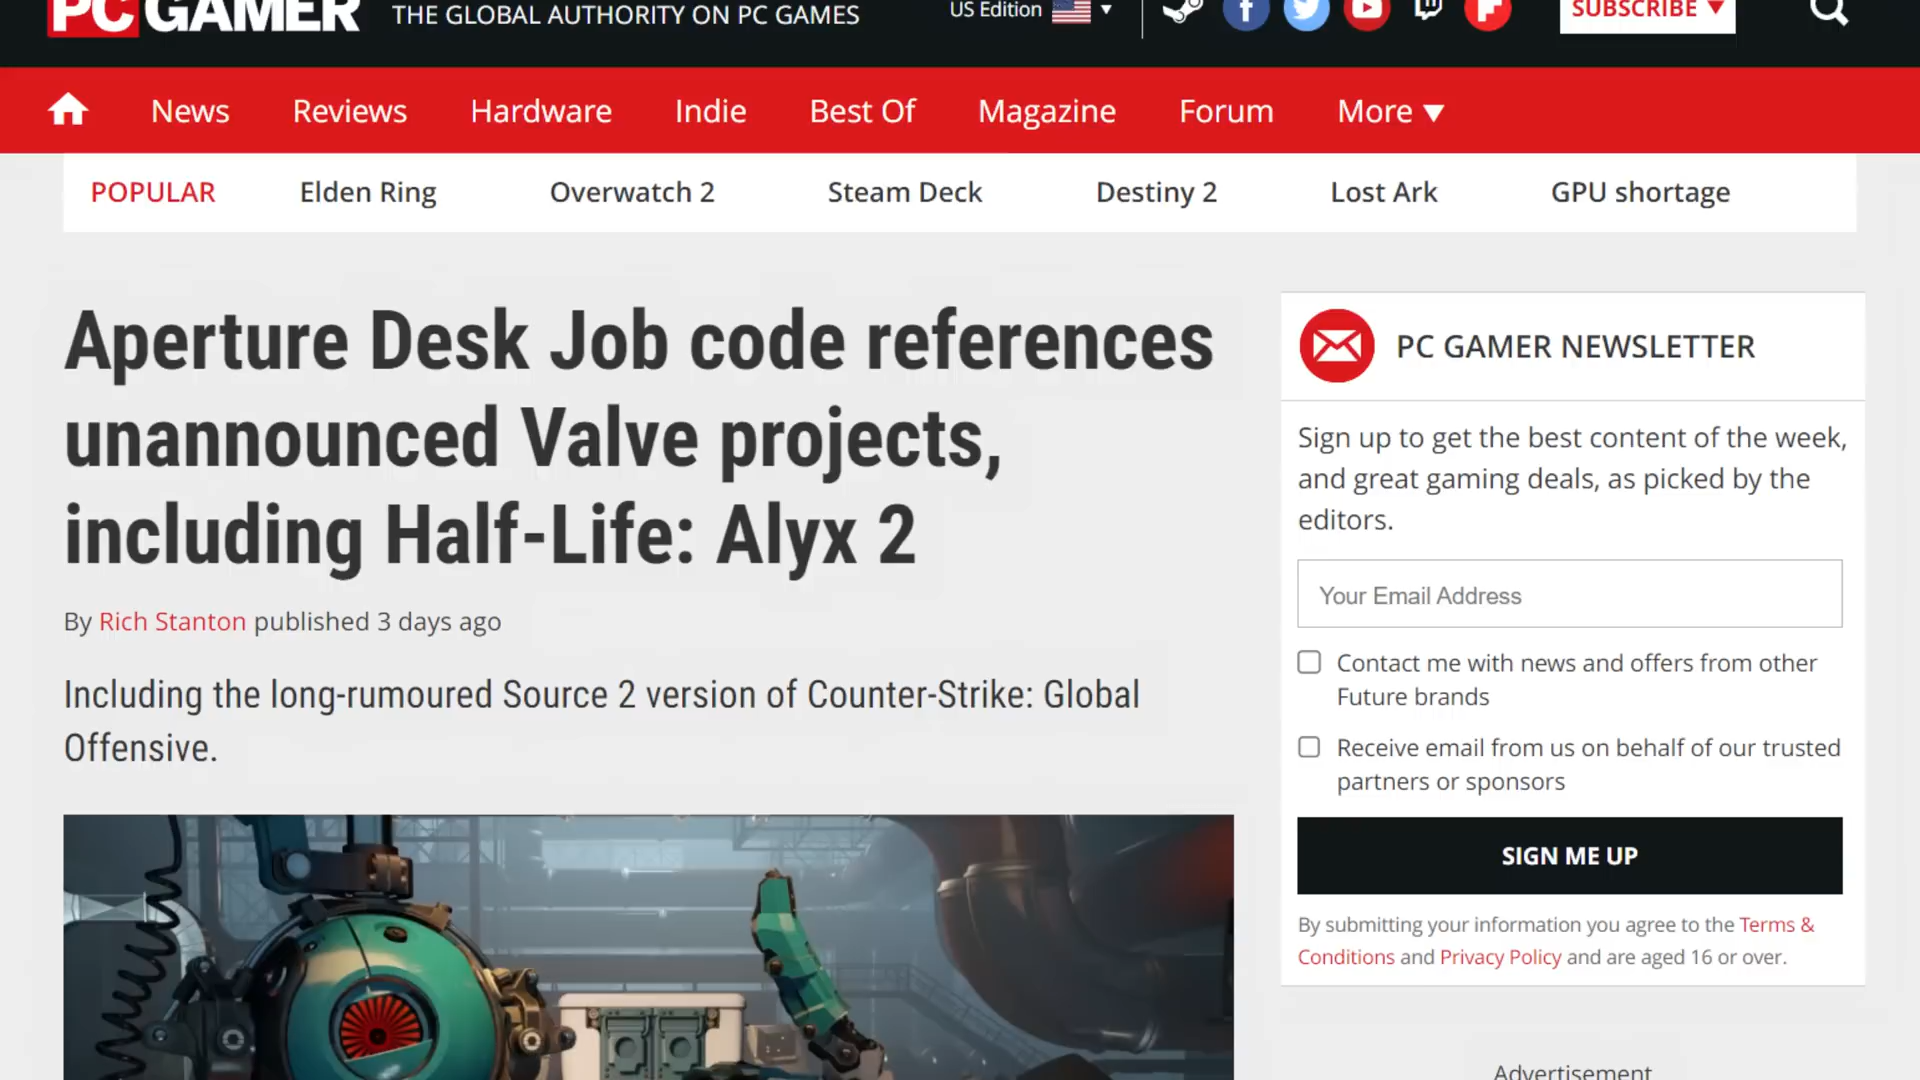 PC GAMER
THE GLOBAL AUTHORITY ON PC GAMES
US Edition
SUBSCRIBE
News
Reviews
Hardware
Indie
Best Of
Magazine
Forum
More
POPULAR
Elden Ring
Overwatch 2
Steam Deck
Destiny 2
Lost Ark
GPU shortage
Aperture Desk Job code references
unannounced Valve projects,
including Half-Life: Alyx 2
By Rich Stanton published 3 days ago
Including the long-rumoured Source 2 version of Counter-Strike: Global
Offensive.
PC GAMER NEWSLETTER
Sign up to get the best content of the week,
and great gaming deals, as picked by the
editors.
Your Email Address
Contact me with news and offers from other
Future brands
Receive email from us on behalf of our trusted
partners or sponsors
SIGN ME UP
By submitting your information you agree to the Terms &
Conditions and Privacy Policy and are aged 16 or over.
Advertisement